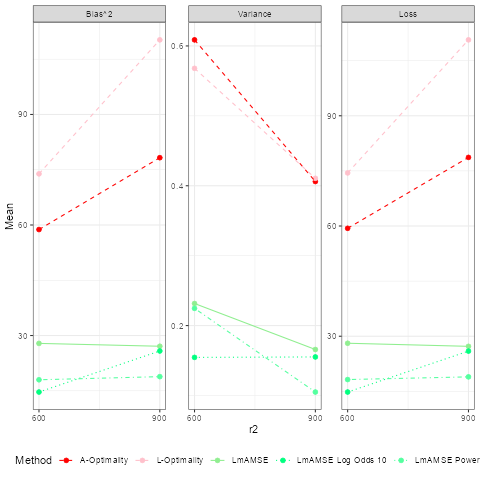 Bias^2 Variance Loss
Mean
90
60
30
0.6
0.4
0.2
90
60
30
600 900 600 900 600 900
r2
Method A-Optimality L-Optimality LmAMSE LmAMSE Log Odds 10 LmAMSE Power